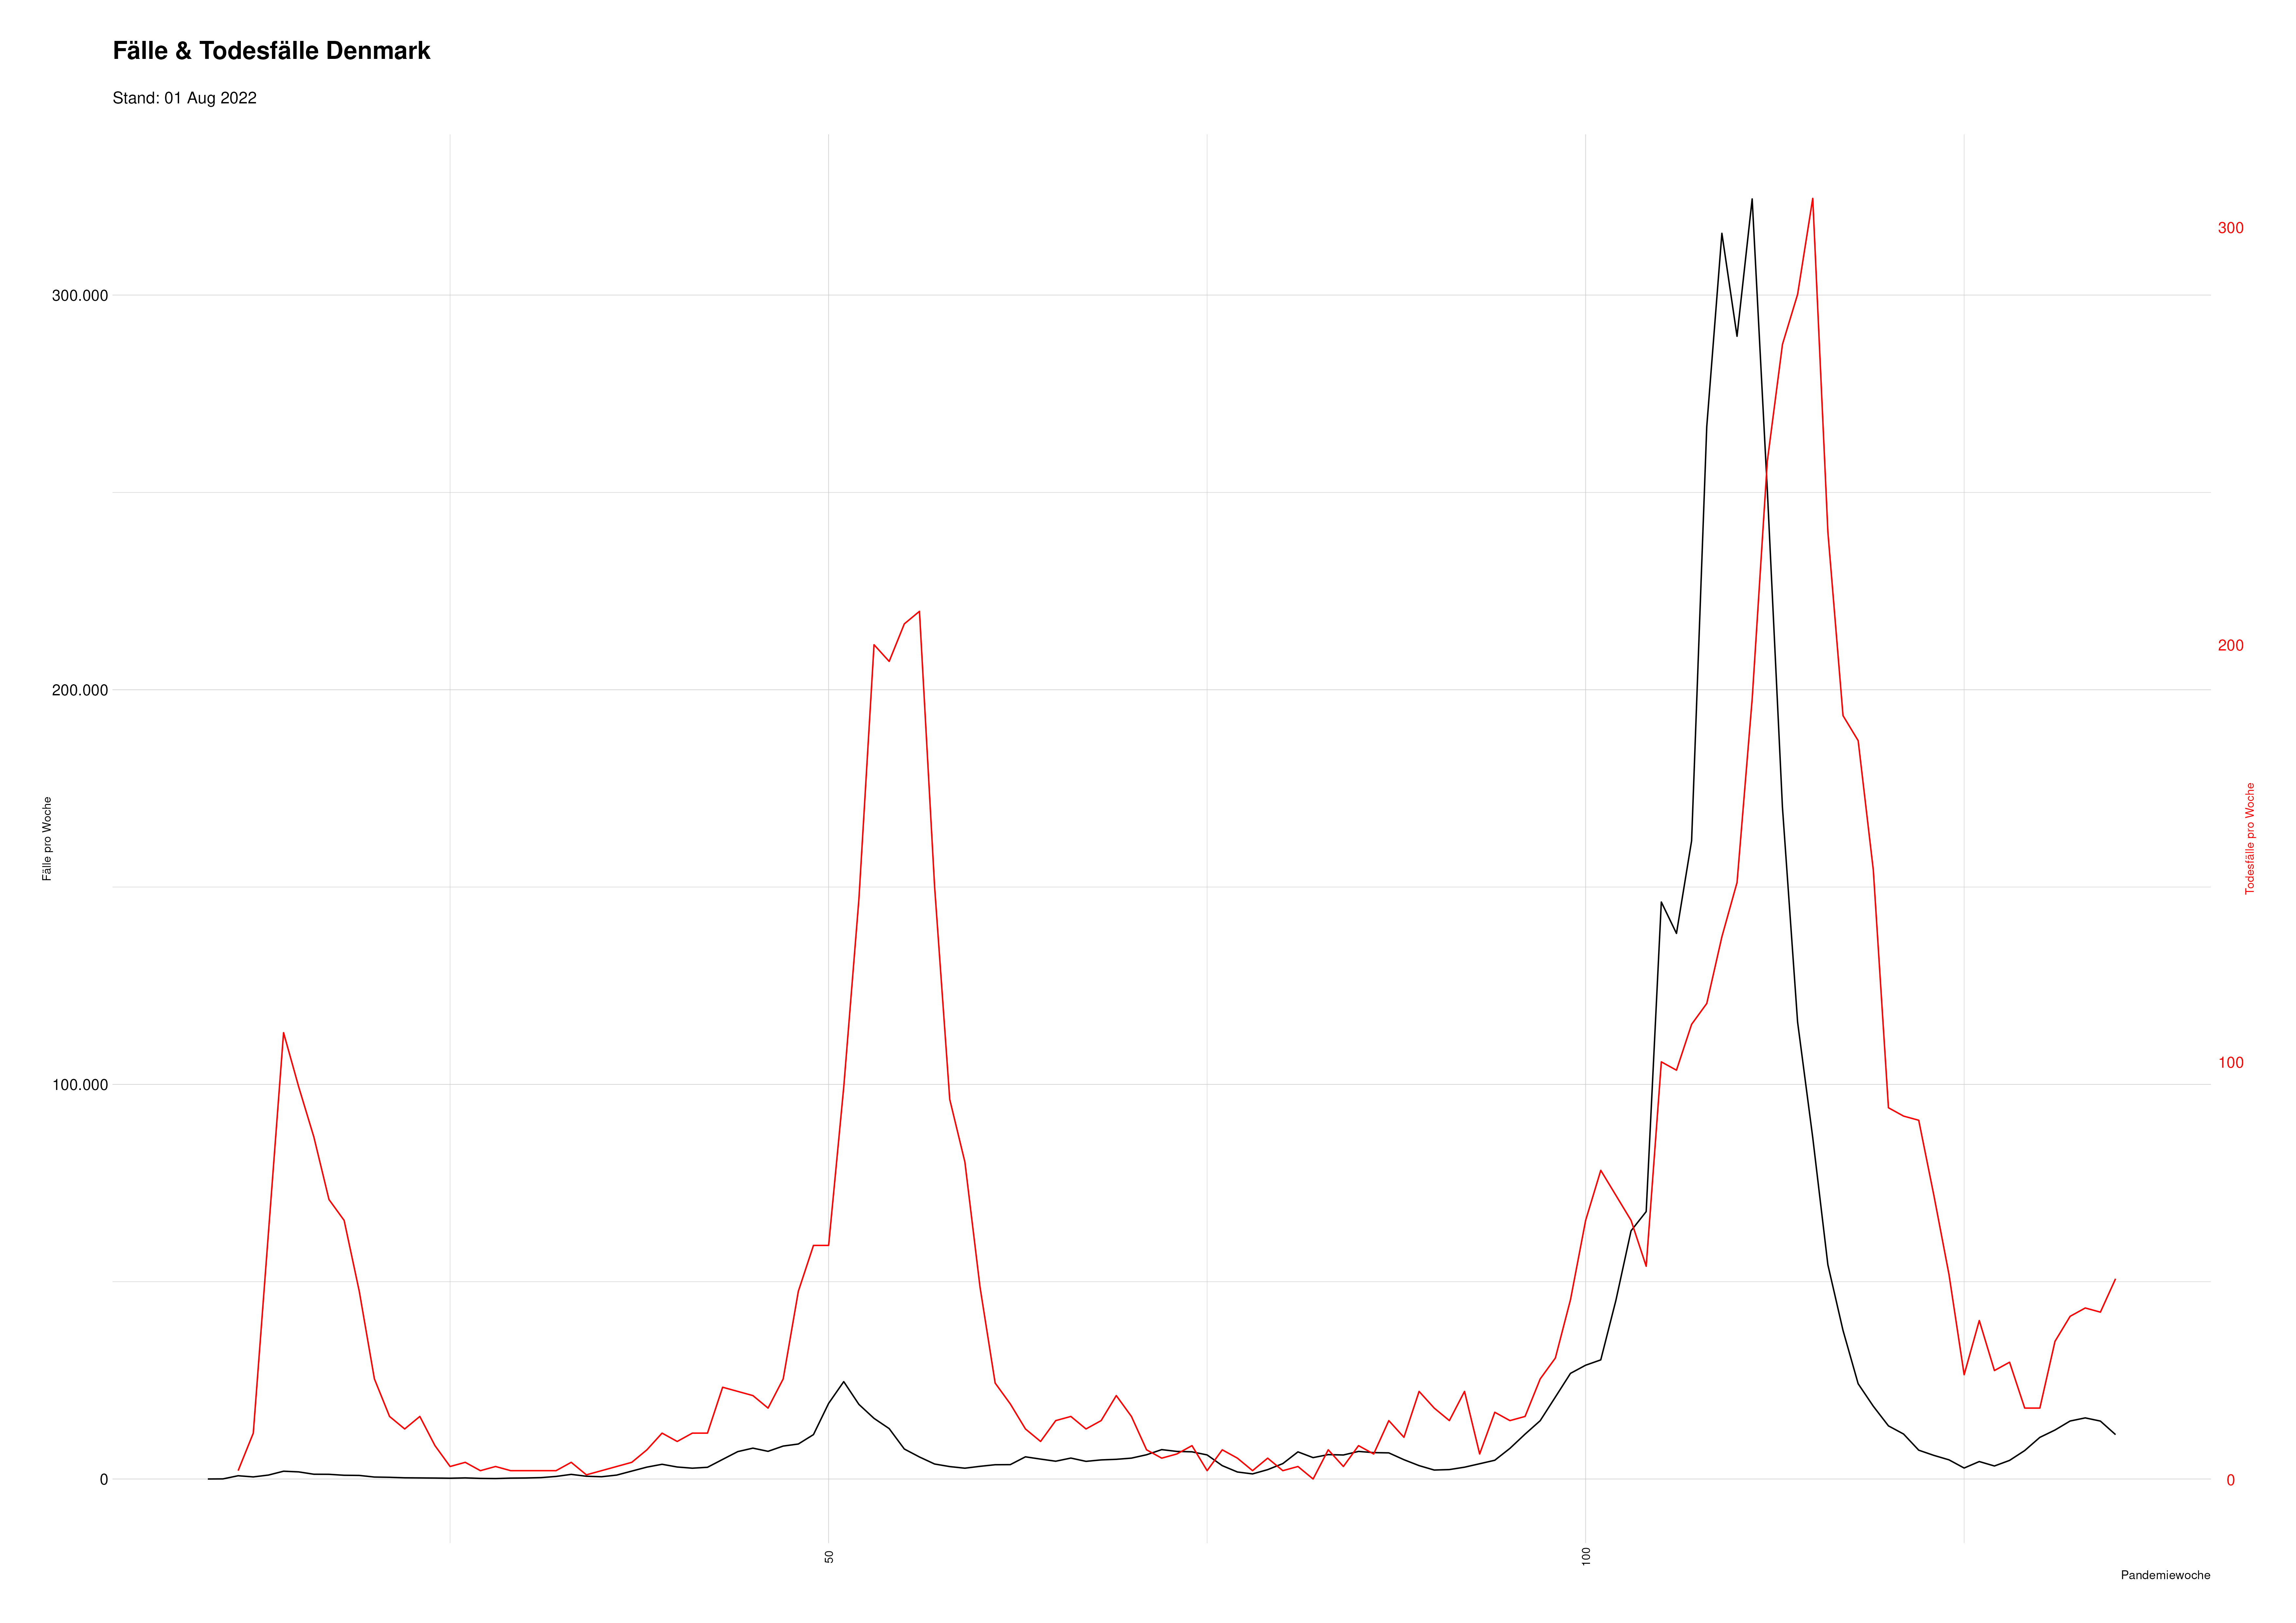 Fälle & Todesfälle Denmark
Stand: 01 Aug 2022
300.000
200.000
100.000
0
Fälle pro Woche
300
200
100
0
Todesfälle pro Woche
50
100
Pandemiewoche